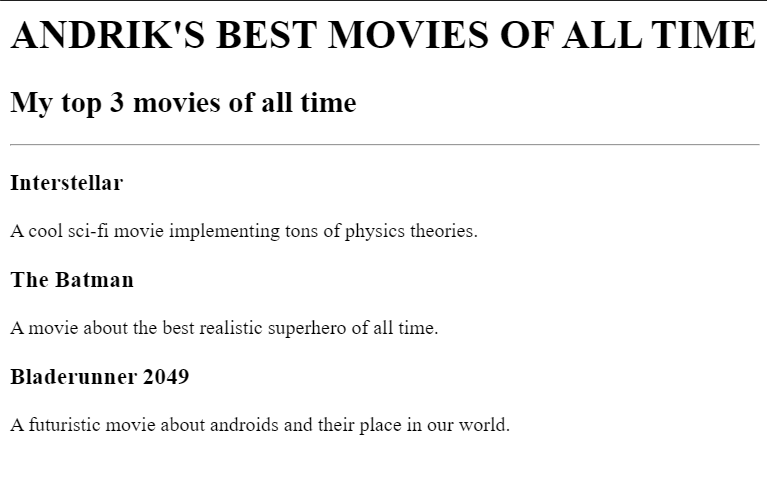 ANDRIK'S BEST MOVIES OF ALL TIME
My top 3 movies of all time
Interstellar
A cool sci-fi movie implementing tons of physics theories.
The Batman
A movie about the best realistic superhero of all time.
Bladerunner 2049
A futuristic movie about androids and their place in our world.